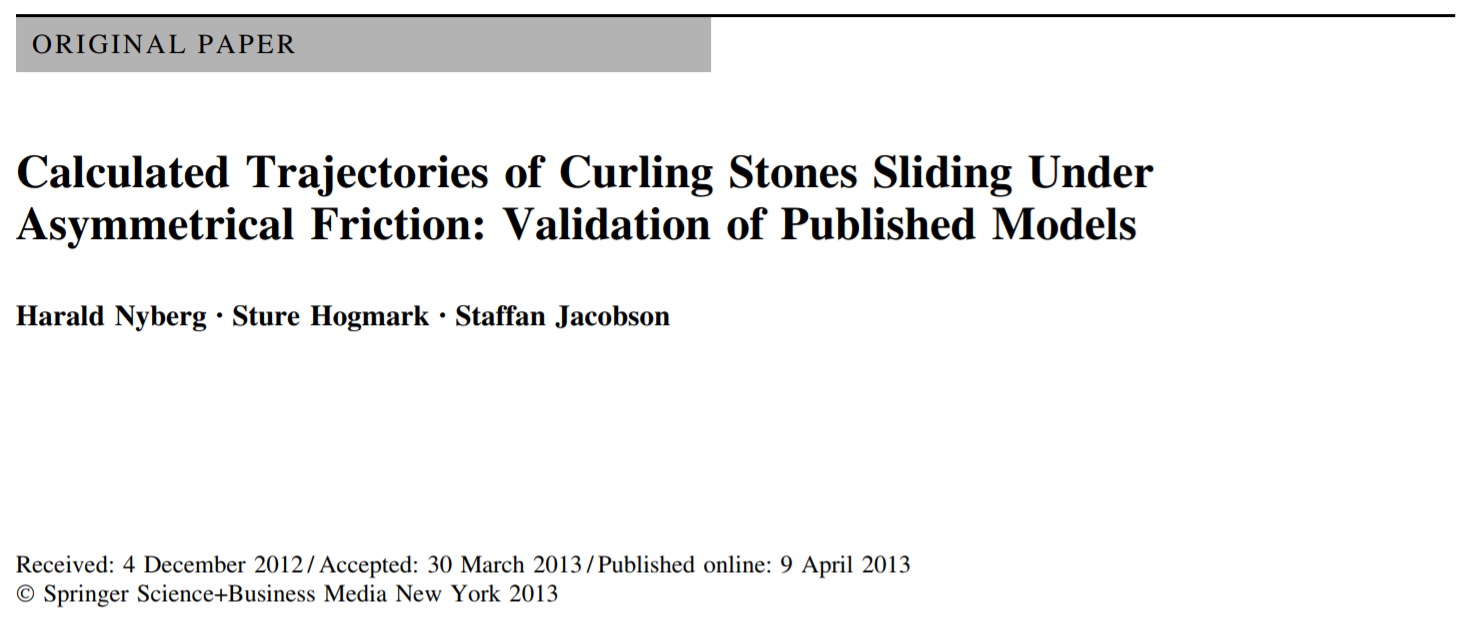 ORIGINAL PAPER
Calculated Trajectories of Curling Stones Sliding Under
Asymmetrical Friction: Validation of Published Models
Harald Nyberg · Sture Hogmark · Staffan Jacobson
Received: 4 December 2012 / Accepted: 30 March 2013 / Published online: 9 April 2013
© Springer Science+Business Media New York 2013